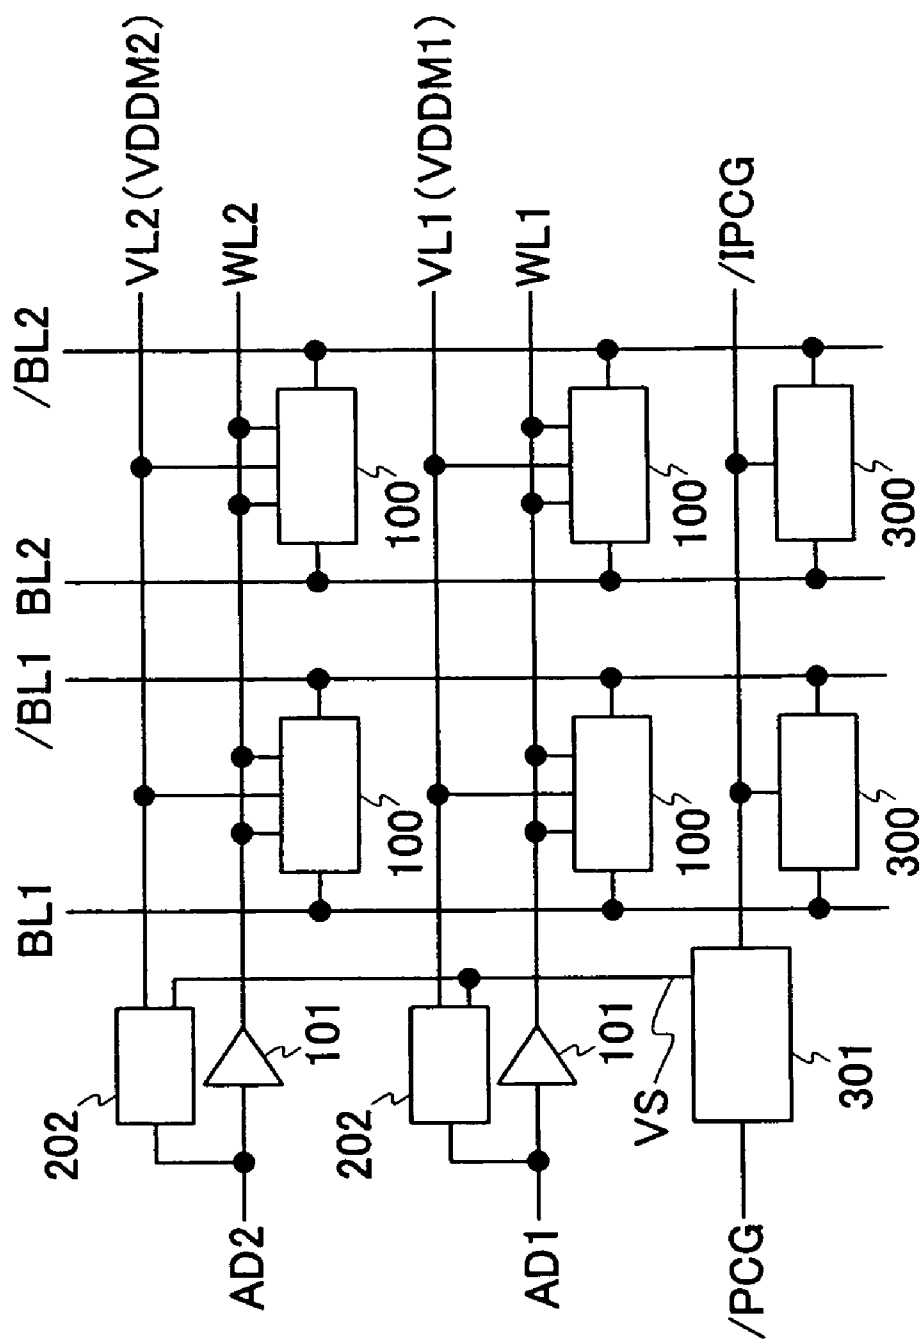 BL1
/BL1
BL2
/BL2
VL2(VDDM2)
WL2
VL1(VDDM1)
WL1
/IPCG
202
101
AD2
100
100
202
101
AD1
100
100
VS
301
/PCG
300
300